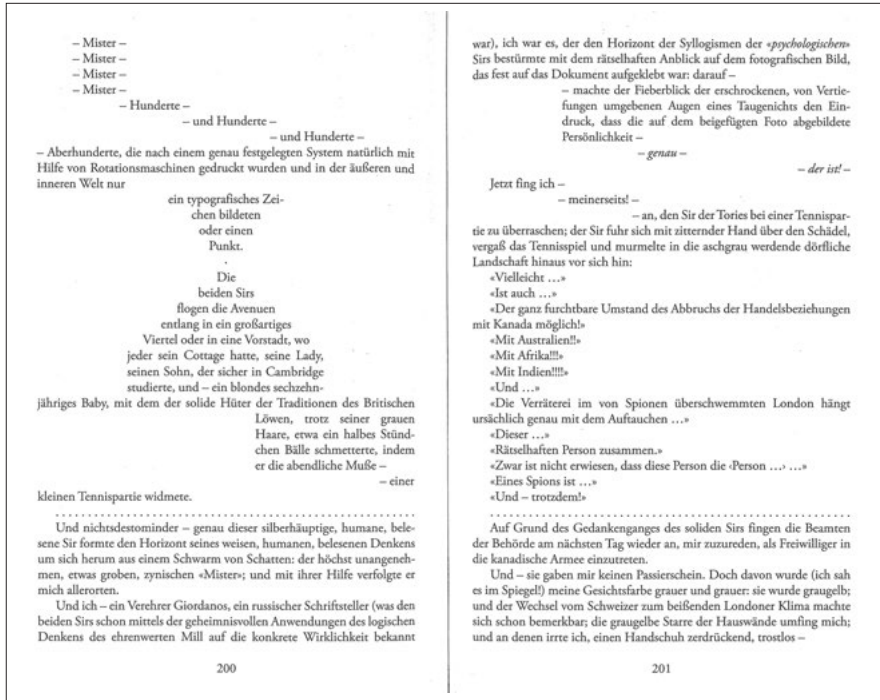 – Mister –
– Mister –
– Mister –
– Mister –
– Hunderte –
– und Hunderte –
– und Hunderte –
– Aberhunderte, die nach einem genau festgelegten System natürlich mit
Hilfe von Rotationsmaschinen gedruckt wurden und in der äußeren und
inneren Welt nur
ein typografisches Zei-
chen bildeten
oder einen
Punkt.
.
Die
beiden Sirs
flogen die Avenuen
entlang in ein großartiges
Viertel oder in eine Vorstadt, wo
jeder sein Cottage hatte, seine Lady,
seinen Sohn, der sicher in Cambridge
studierte, und – ein blondes sechzehn-
jähriges Baby, mit dem der solide Hüter der Traditionen des Britischen
Löwen, trotz seiner grauen
Haare, etwa ein halbes Stünd-
chen Bälle schmetterte, indem
er die abendliche Muße –
– einer
kleinen Tennispartie widmete.
. . . . . . . . . . . . . . . . . . . . . . . . . . . . . . . . . . . . . . . . . . . . . . . . . . . . . . . .
Und nichtsdestominder – genau dieser silberhäuptige, humane, bele-
sene Sir formte den Horizont seines weisen, humanen, belesenen Denkens
um sich herum aus einem Schwarm von Schatten: der höchst unangeneh-
men, etwas groben, zynischen «Mister»; und mit ihrer Hilfe verfolgte er
mich allerorten.
Und ich – ein Verehrer Giordanos, ein russischer Schriftsteller (was den
beiden Sirs schon mittels der geheimnisvollen Anwendungen des logischen
Denkens des ehrenwerten Mill auf die konkrete Wirklichkeit bekannt
200
war), ich war es, der den Horizont der Syllogismen der «psychologischen»
Sirs bestürmte mit dem rätselhaften Anblick auf dem fotografischen Bild,
das fest auf das Dokument aufgeklebt war: darauf –
– machte der Fieberblick der erschrockenen, von Vertie-
fungen umgebenen Augen eines Taugenichts den Ein-
druck, dass die auf dem beigefügten Foto abgebildete
Persönlichkeit –
– genau –
– der ist! –
Jetzt fing ich –
– meinerseits! –
– an, den Sir der Tories bei einer Tennispar-
tie zu überraschen; der Sir fuhr sich mit zitternder Hand über den Schädel,
vergaß das Tennisspiel und murmelte in die aschgrau werdende dörfliche
Landschaft hinaus vor sich hin:
«Vielleicht …»
«Ist auch …»
«Der ganz furchtbare Umstand des Abbruchs der Handelsbeziehungen
mit Kanada möglich!»
«Mit Australien!!»
«Mit Afrika!!!»
«Mit Indien!!!!»
«Und …»
«Die Verräterei im von Spionen überschwemmten London hängt
ursächlich genau mit dem Auftauchen …»
«Dieser …»
«Rätselhaften Person zusammen.»
«Zwar ist nicht erwiesen, dass diese Person die ‹Person …› …»
«Eines Spions ist …»
«Und – trotzdem!»
. . . . . . . . . . . . . . . . . . . . . . . . . . . . . . . . . . . . . . . . . . . . . . . . . . . . . . . .
Auf Grund des Gedankenganges des soliden Sirs fingen die Beamten
der Behörde am nächsten Tag wieder an, mir zuzureden, als Freiwilliger in
die kanadische Armee einzutreten.
Und – sie gaben mir keinen Passierschein. Doch davon wurde (ich sah
es im Spiegel!) meine Gesichtsfarbe grauer und grauer: sie wurde graugelb;
und der Wechsel vom Schweizer zum beißenden Londoner Klima machte
sich schon bemerkbar; die graugelbe Starre der Hauswände umfing mich;
und an denen irrte ich, einen Handschuh zerdrückend, trostlos –
201